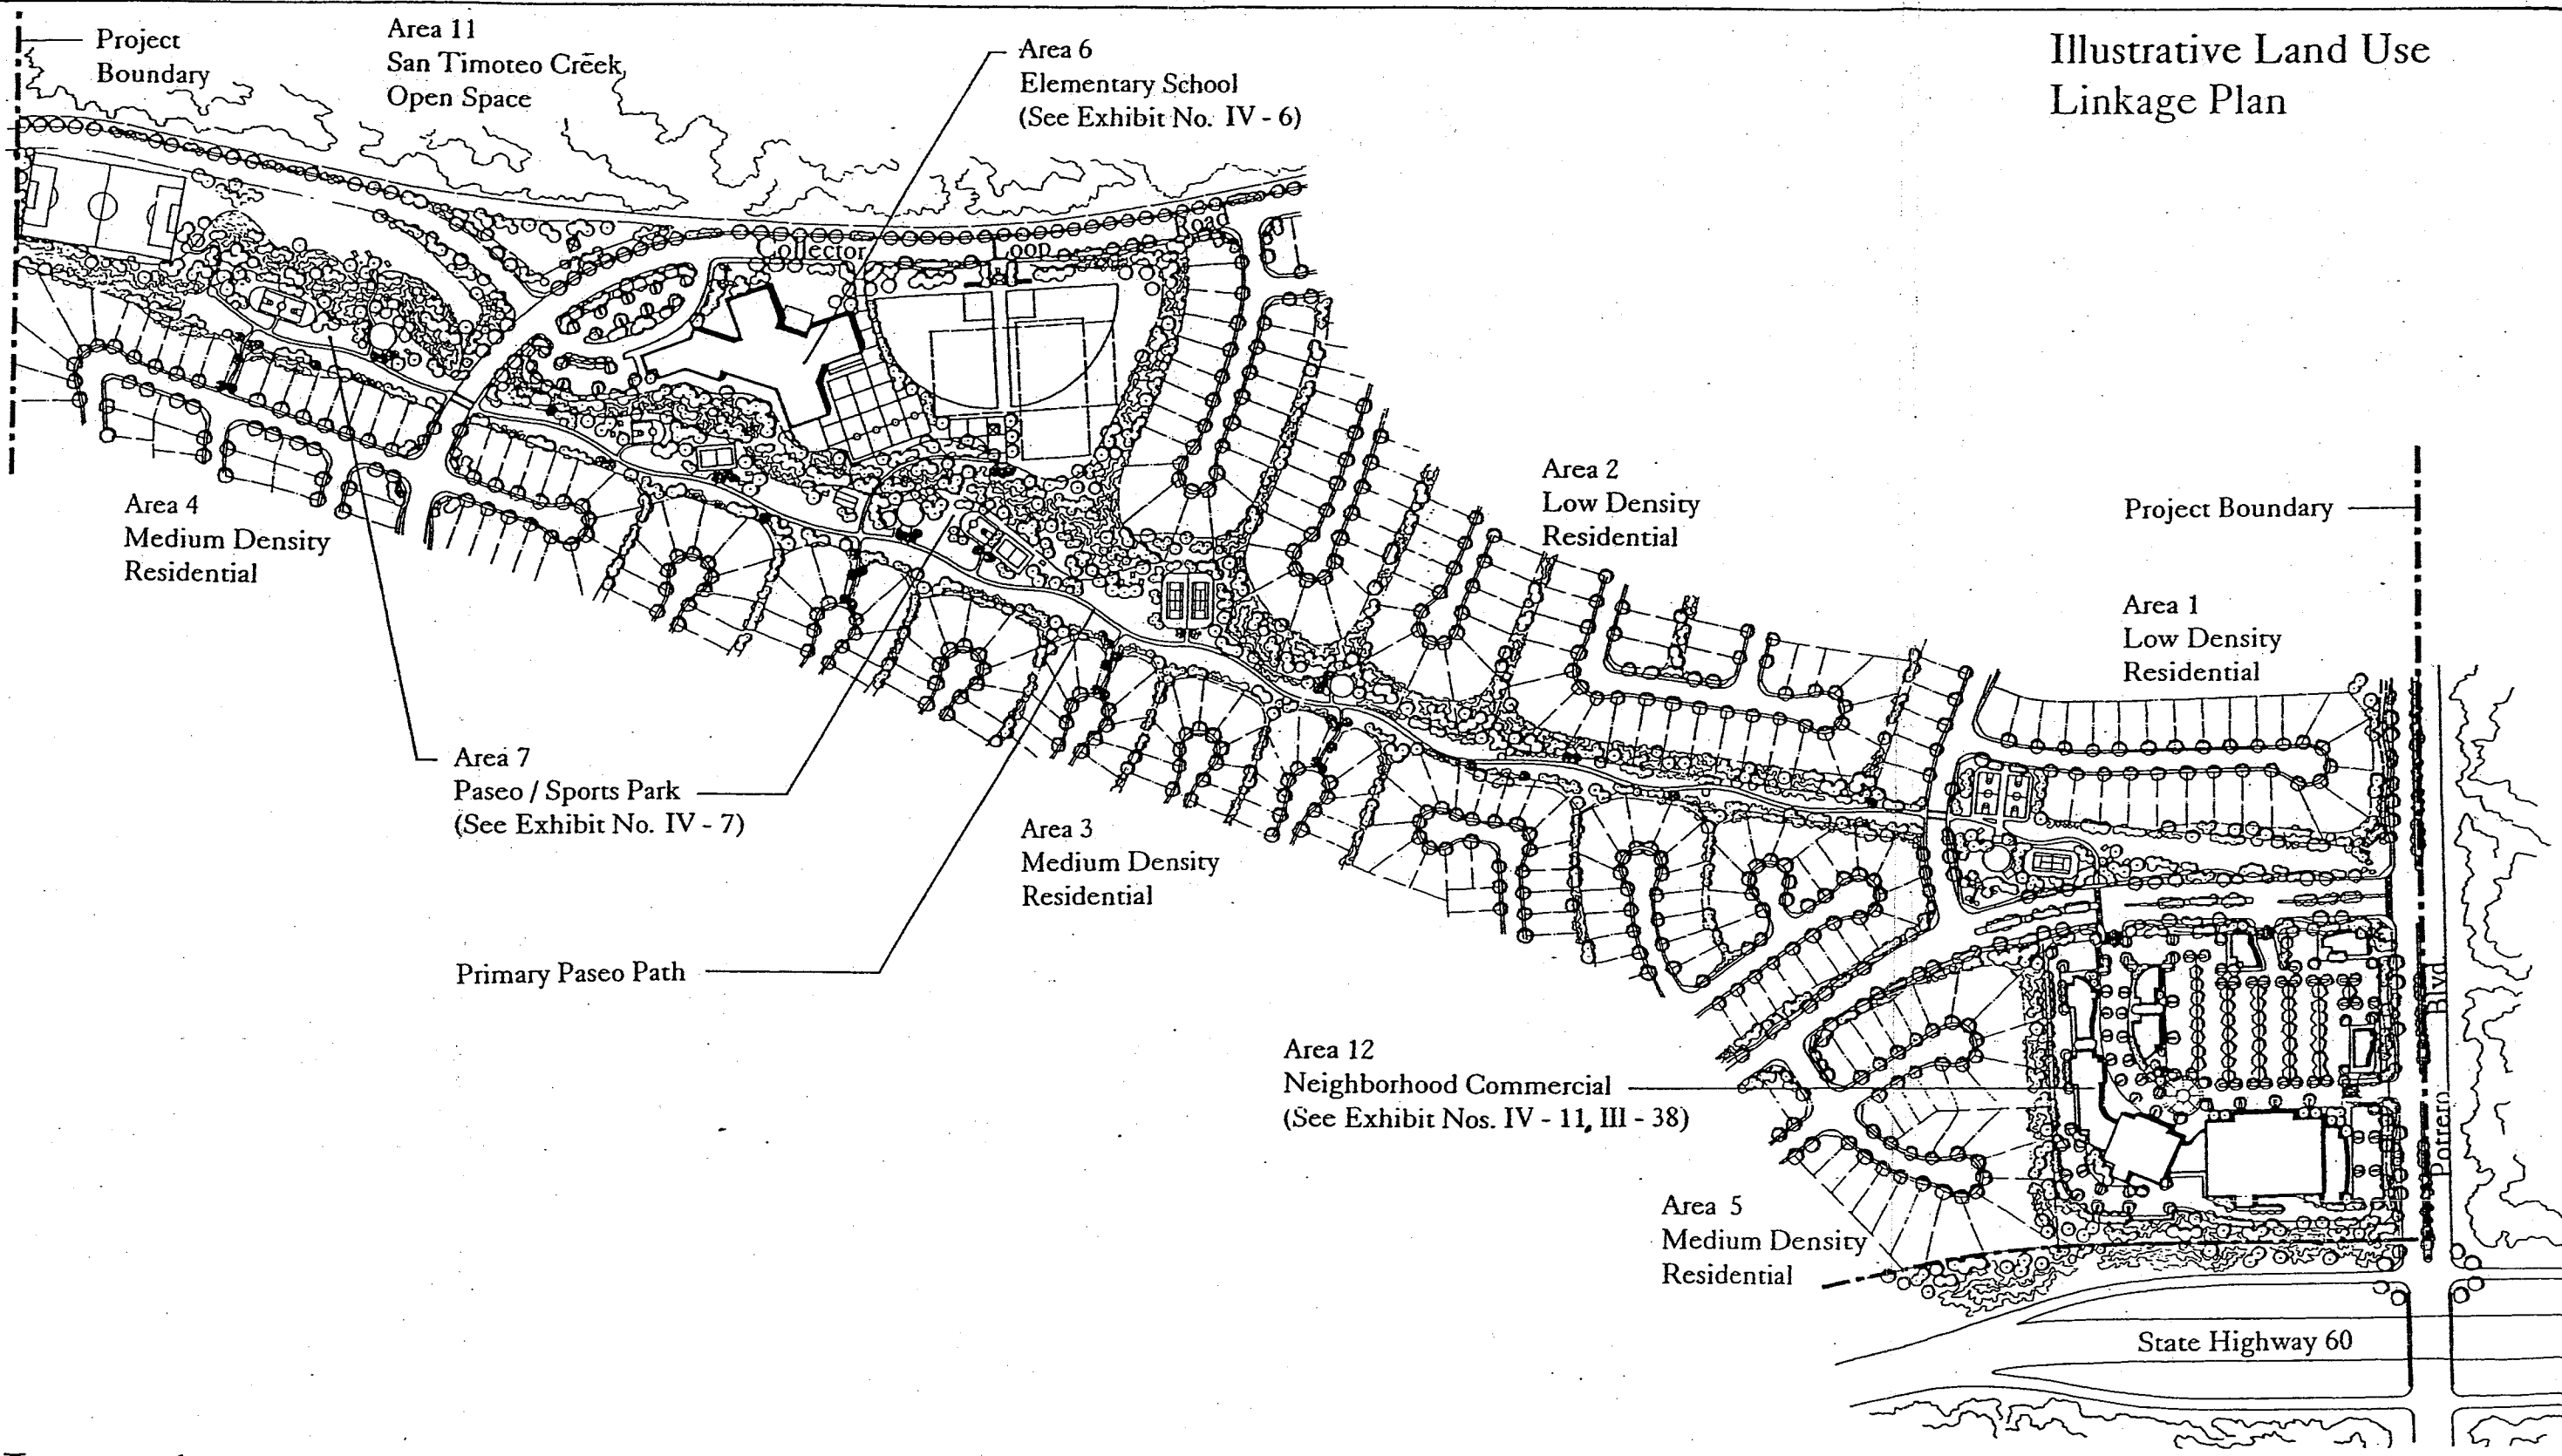 Illustrative Land Use
Linkage Plan
Project
Boundary
Area 11
San Timoteo Creek
Open Space
Area 6
Elementary School
(See Exhibit No. IV - 6)
Collector
Loop
Road
Area 4
Medium Density
Residential
Area 2
Low Density
Residential
Project Boundary
Area 1
Low Density
Residential
Area 7
Paseo / Sports Park
(See Exhibit No. IV - 7)
Area 3
Medium Density
Residential
Primary Paseo Path
Area 12
Neighborhood Commercial
(See Exhibit Nos. IV - 11, III - 38)
Area 5
Medium Density
Residential
Potrero Blvd
State Highway 60